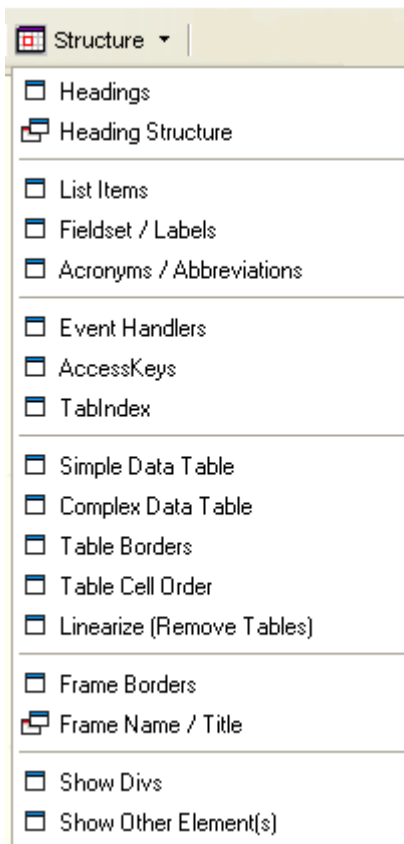 Structure
Headings
Heading Structure
List Items
Fieldset / Labels
Acronyms / Abbreviations
Event Handlers
AccessKeys
TabIndex
Simple Data Table
Complex Data Table
Table Borders
Table Cell Order
Linearize (Remove Tables)
Frame Borders
Frame Name / Title
Show Divs
Show Other Element(s)